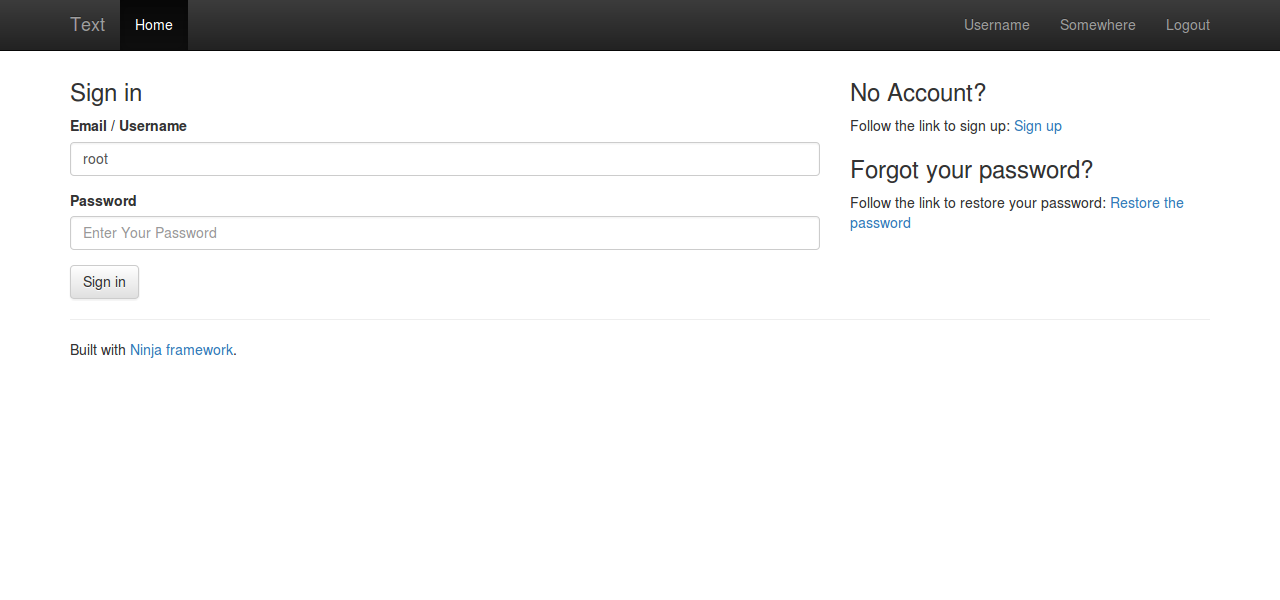 Text Home Username Somewhere Logout
Sign in
Email / Username
root
Password
Enter Your Password
Sign in
No Account?
Follow the link to sign up: Sign up
Forgot your password?
Follow the link to restore your password: Restore the
password
Built with Ninja framework.